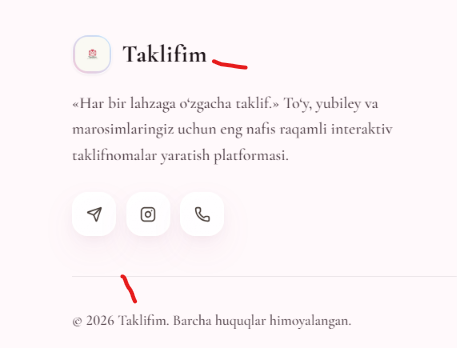 Taklifim
«Har bir lahzaga o‘zgacha taklif.» To‘y, yubiley va
marosimlaringiz uchun eng nafis raqamli interaktiv
taklifnomalar yaratish platformasi.
© 2026 Taklifim. Barcha huquqlar himoyalangan.